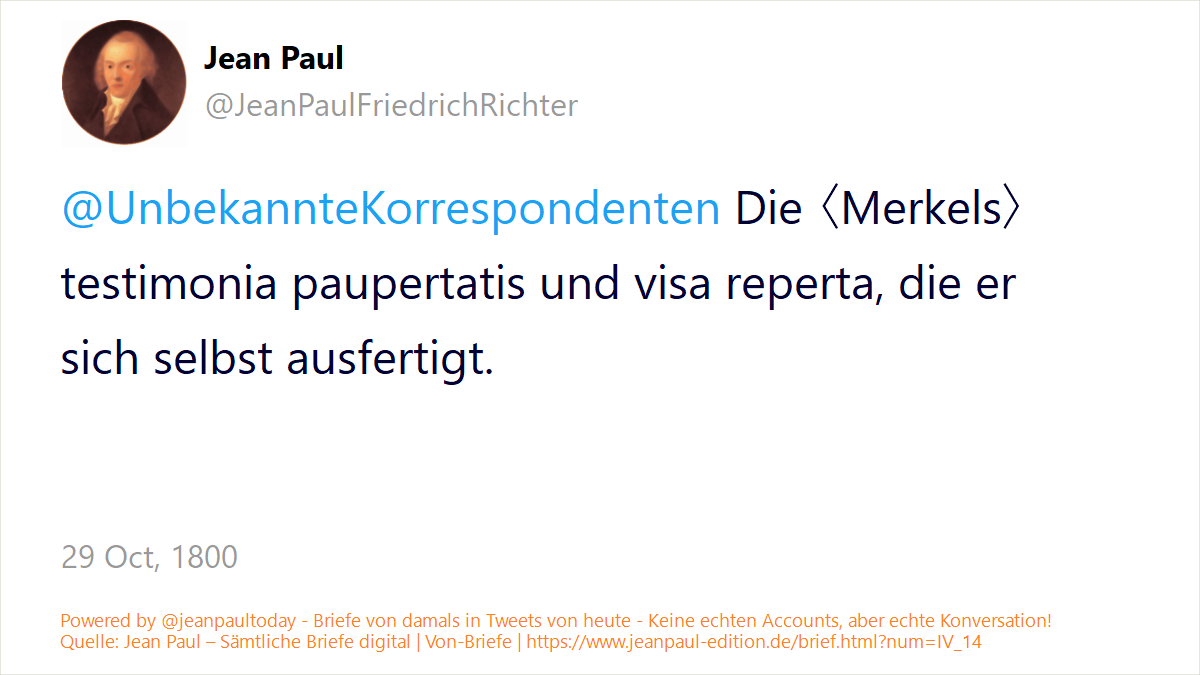 Jean Paul
@JeanPaulFriedrichRichter
@UnbekannteKorrespondenten Die 〈Merkels〉
testimonia paupertatis und visa reperta, die er
sich selbst ausfertigt.
29 Oct, 1800
Powered by @jeanpaultoday - Briefe von damals in Tweets von heute - Keine echten Accounts, aber echte Konversation!
Quelle: Jean Paul – Sämtliche Briefe digital | Von-Briefe | https://www.jeanpaul-edition.de/brief.html?num=IV_14